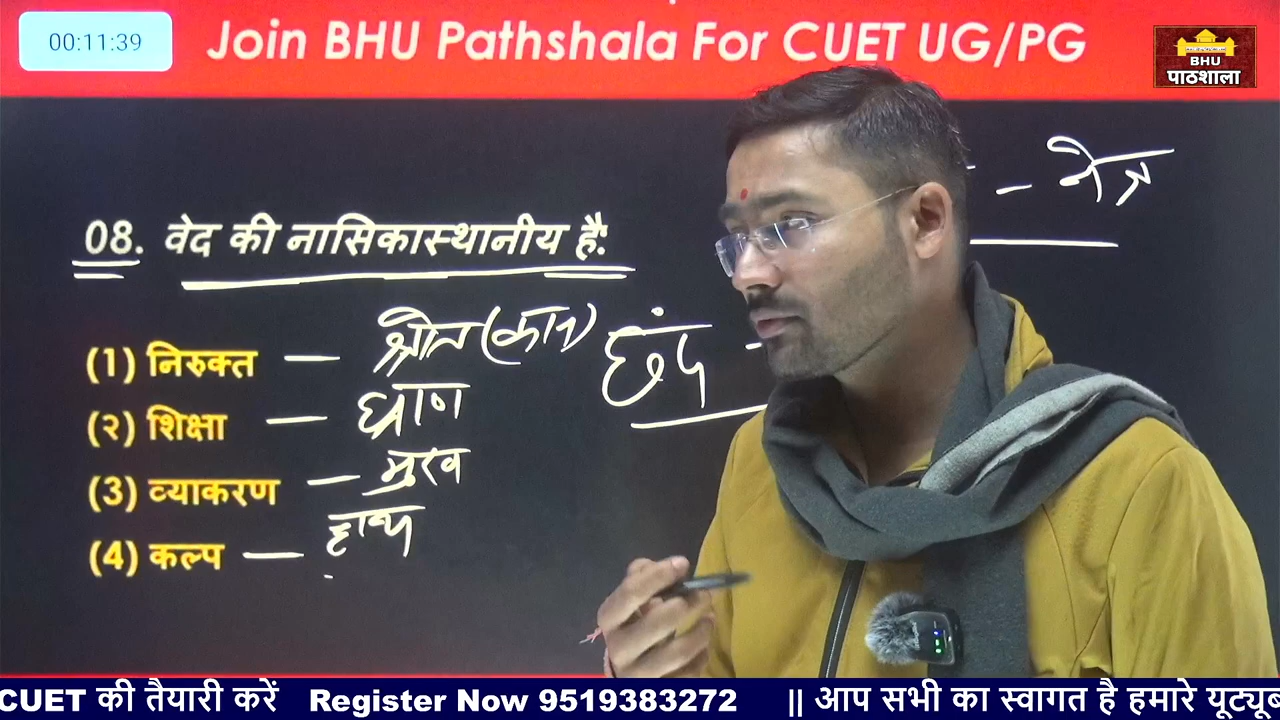 00:11:39
Join BHU Pathshala For CUET UG/PG
BHU
पाठशाला
- नेत्र
08. वेद की नासिकास्थानीय है:
(1) निरुक्त — श्रोत (कान)
(२) शिक्षा — घ्राण
(3) व्याकरण — मुख
(4) कल्प — हाथ
छंद -
CUET की तैयारी करें Register Now 9519383272 || आप सभी का स्वागत है हमारे यूट्यूब